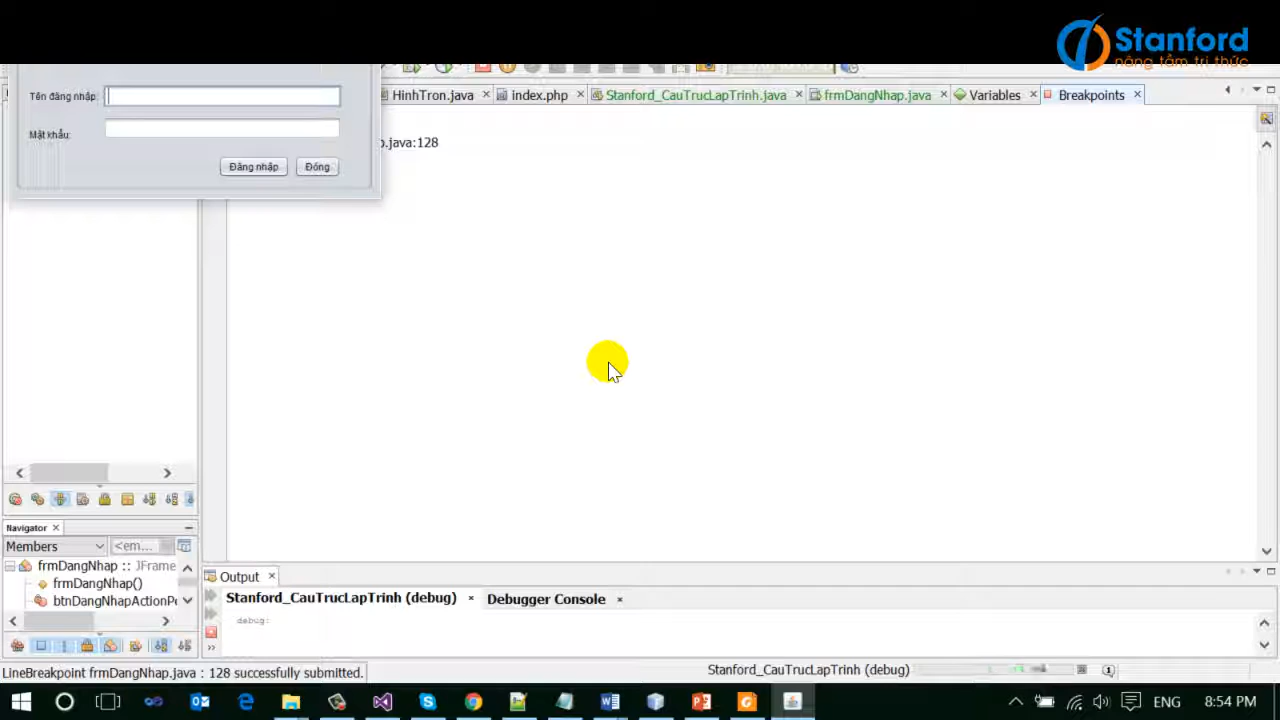 Stanford
nâng tầm tri thức
Tên đăng nhập:
HinhTron.java
index.php
Stanford_CauTrucLapTrinh.java
frmDangNhap.java
Variables
Breakpoints
Mật khẩu:
.java:128
Đăng nhập
Đóng
Navigator
Members
<em...
frmDangNhap :: JFrame
frmDangNhap()
btnDangNhapActionPe
Output
Stanford_CauTrucLapTrinh (debug)
Debugger Console
debug:
LineBreakpoint frmDangNhap.java : 128 successfully submitted.
Stanford_CauTrucLapTrinh (debug)
ENG
8:54 PM